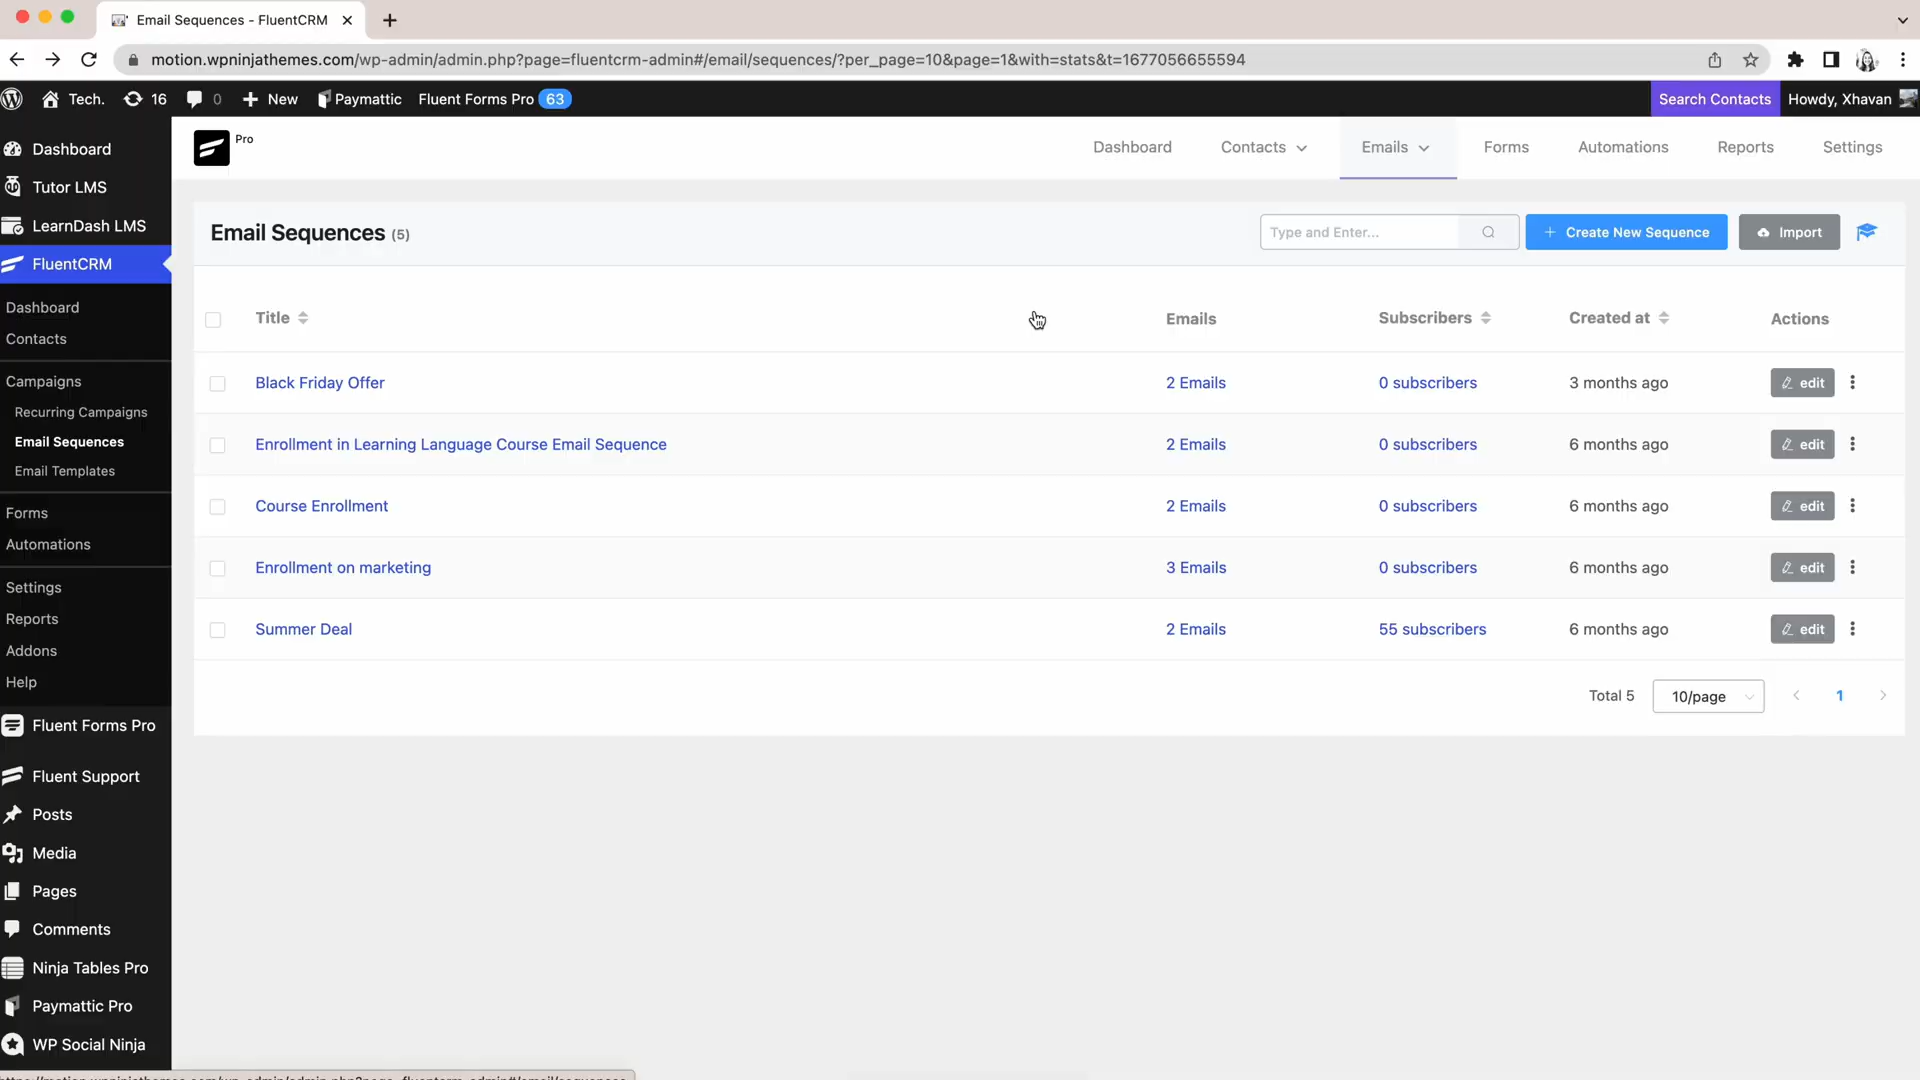 Email Sequences - FluentCRM
motion.wpninjathemes.com/wp-admin/admin.php?page=fluentcrm-admin#/email/sequences/?per_page=10&page=1&with=stats&t=1677056655594
Tech. 16 0 New Paymattic Fluent Forms Pro 63 Search Contacts Howdy, Xhavan
Dashboard
Tutor LMS
LearnDash LMS
FluentCRM
Dashboard
Contacts
Campaigns
Recurring Campaigns
Email Sequences
Email Templates
Forms
Automations
Settings
Reports
Addons
Help
Fluent Forms Pro
Fluent Support
Posts
Media
Pages
Comments
Ninja Tables Pro
Paymattic Pro
WP Social Ninja
Pro
Dashboard Contacts Emails Forms Automations Reports Settings
Email Sequences (5) Type and Enter... Create New Sequence Import
Title Emails Subscribers Created at Actions
Black Friday Offer 2 Emails 0 subscribers 3 months ago edit
Enrollment in Learning Language Course Email Sequence 2 Emails 0 subscribers 6 months ago edit
Course Enrollment 2 Emails 0 subscribers 6 months ago edit
Enrollment on marketing 3 Emails 0 subscribers 6 months ago edit
Summer Deal 2 Emails 55 subscribers 6 months ago edit
Total 5 10/page 1